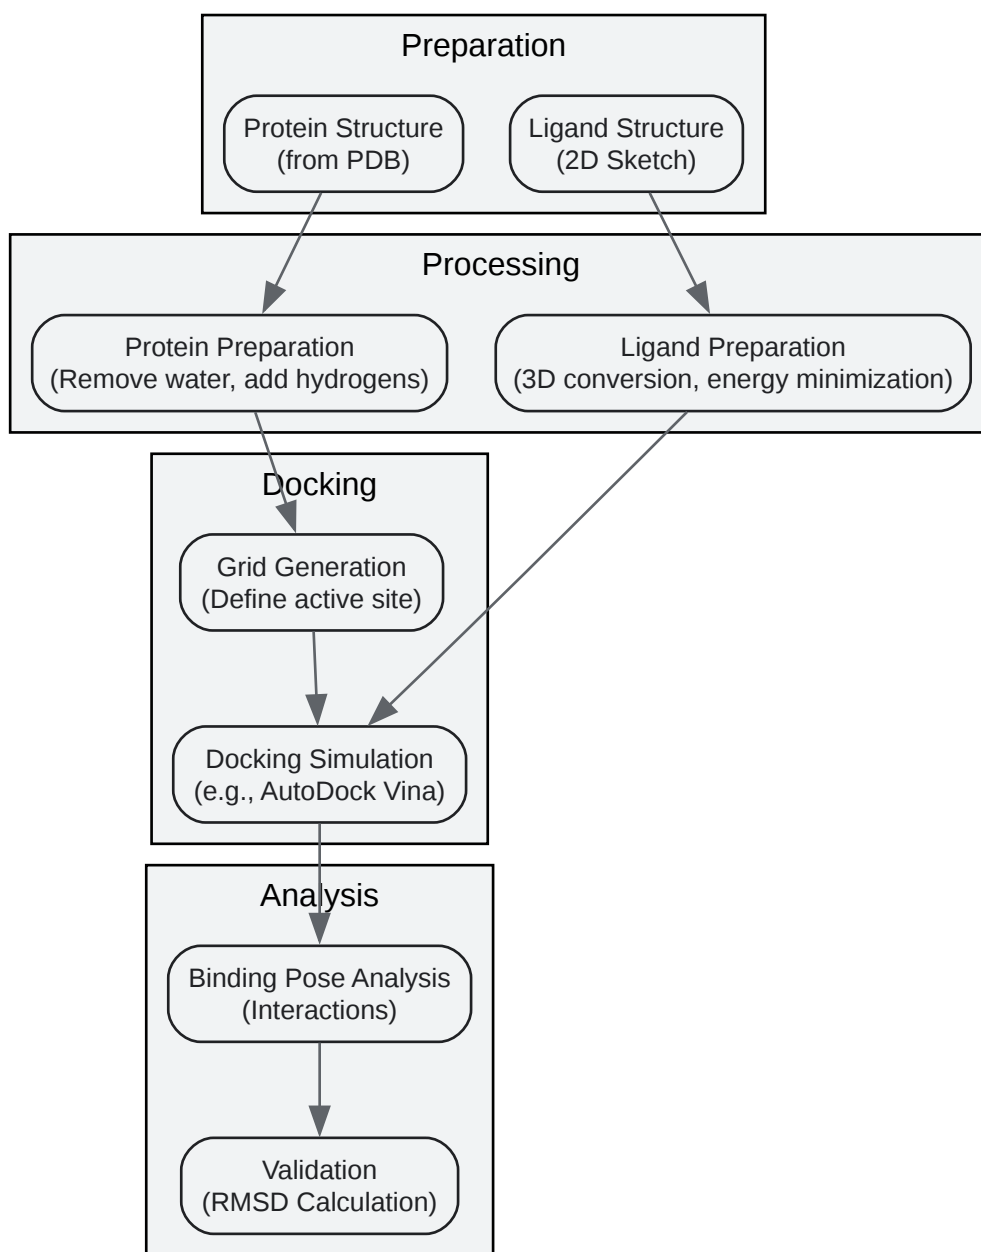 Preparation
Protein Structure
(from PDB)
Ligand Structure
(2D Sketch)
Processing
Protein Preparation
(Remove water, add hydrogens)
Ligand Preparation
(3D conversion, energy minimization)
Docking
Grid Generation
(Define active site)
Docking Simulation
(e.g., AutoDock Vina)
Analysis
Binding Pose Analysis
(Interactions)
Validation
(RMSD Calculation)